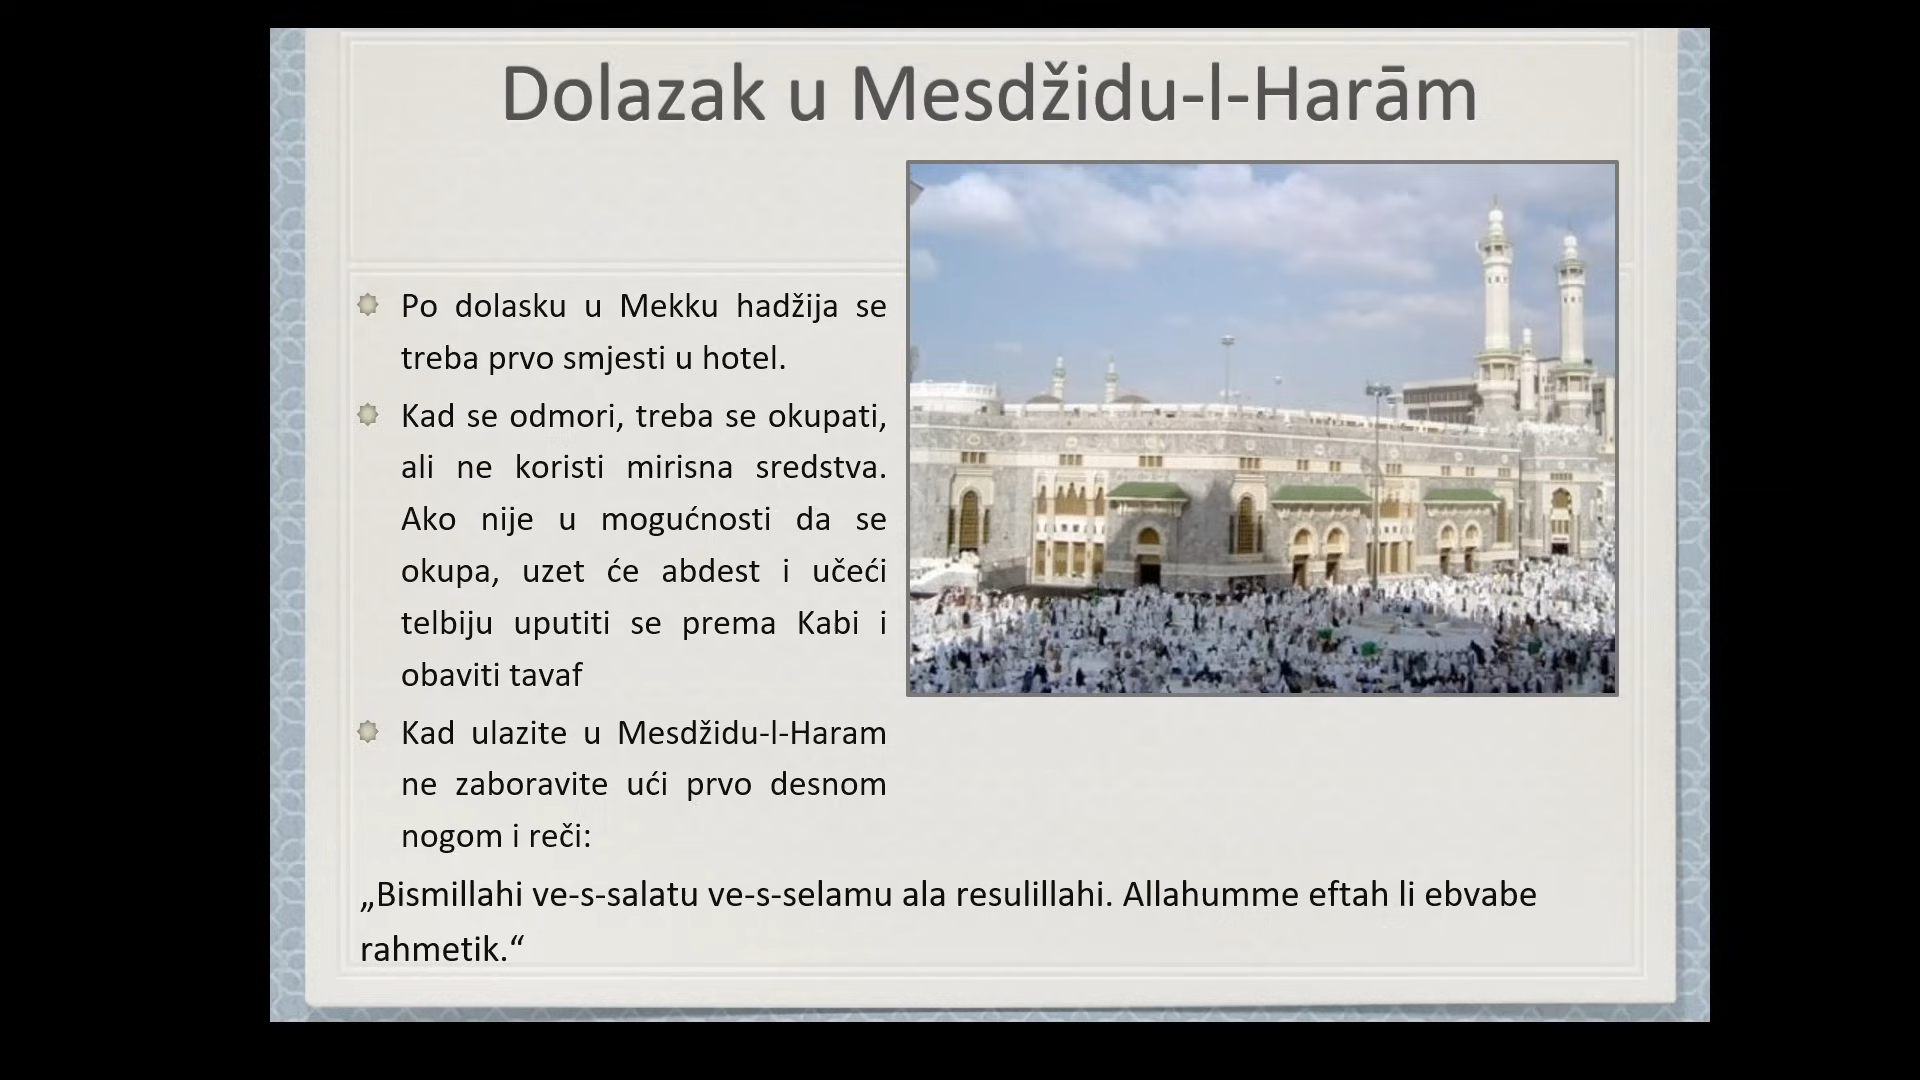 Dolazak u Mesdžidu-l-Harām
Po dolasku u Mekku hadžija se
treba prvo smjesti u hotel.
Kad se odmori, treba se okupati,
ali ne koristi mirisna sredstva.
Ako nije u mogućnosti da se
okupa, uzet će abdest i učeći
telbiju uputiti se prema Kabi i
obaviti tavaf
Kad ulazite u Mesdžidu-l-Haram
ne zaboravite ući prvo desnom
nogom i reči:
„Bismillahi ve-s-salatu ve-s-selamu ala resulillahi. Allahumme eftah li ebvabe
rahmetik.“